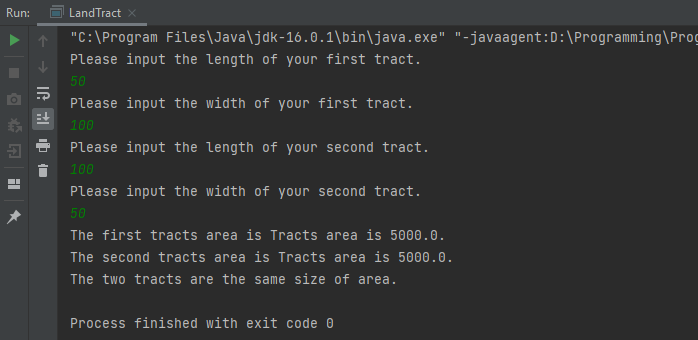 Run: LandTract
"C:\Program Files\Java\jdk-16.0.1\bin\java.exe" "-javaagent:D:\Programming\Prog
Please input the length of your first tract.
50
Please input the width of your first tract.
100
Please input the length of your second tract.
100
Please input the width of your second tract.
50
The first tracts area is Tracts area is 5000.0.
The second tracts area is Tracts area is 5000.0.
The two tracts are the same size of area.
Process finished with exit code 0